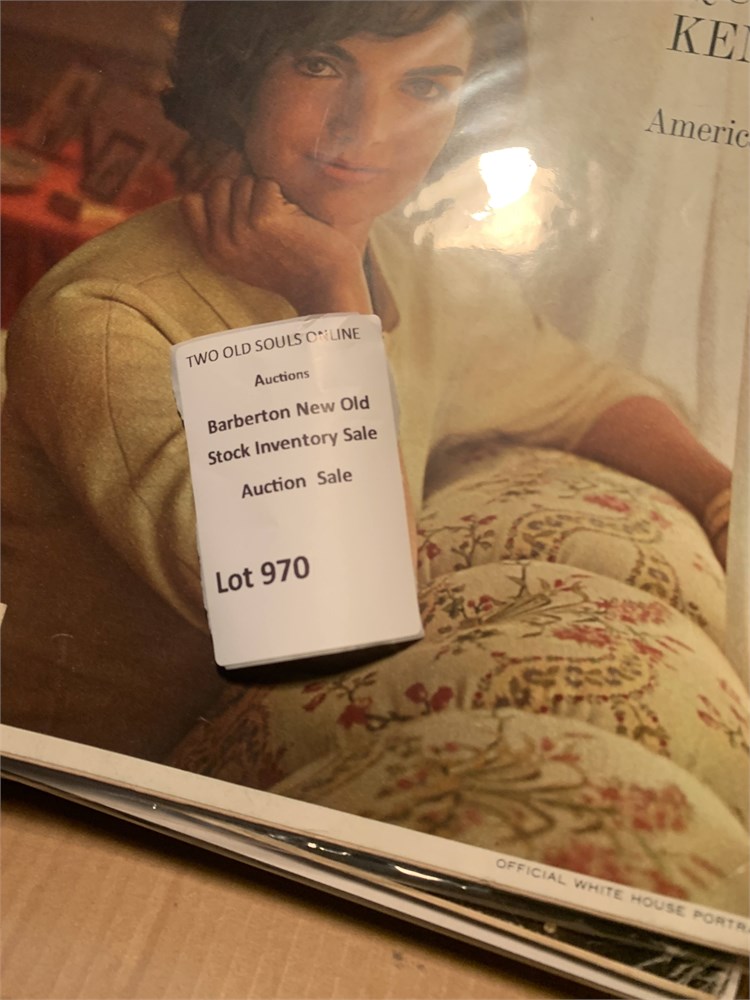 KEN
Americ
TWO OLD SOULS ONLINE
Auctions
Barberton New Old
Stock Inventory Sale
Auction Sale
Lot 970
OFFICIAL WHITE HOUSE PORTRA